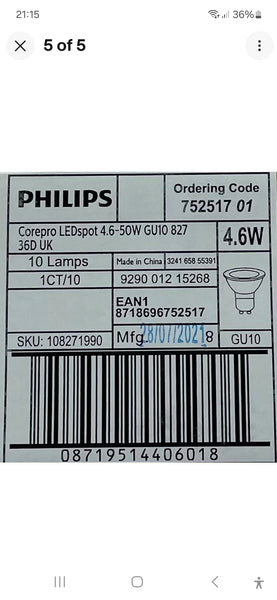 21:15
36%
5 of 5
PHILIPS
Ordering Code
752517 01
Corepro LEDspot 4.6-50W GU10 827
36D UK
4.6W
10 Lamps
Made in China
3241 658 55391
1CT/10
9290 012 15268
EAN1
8718696752517
SKU: 108271990
Mfg
28/07/2021
8
GU10
08719514406018